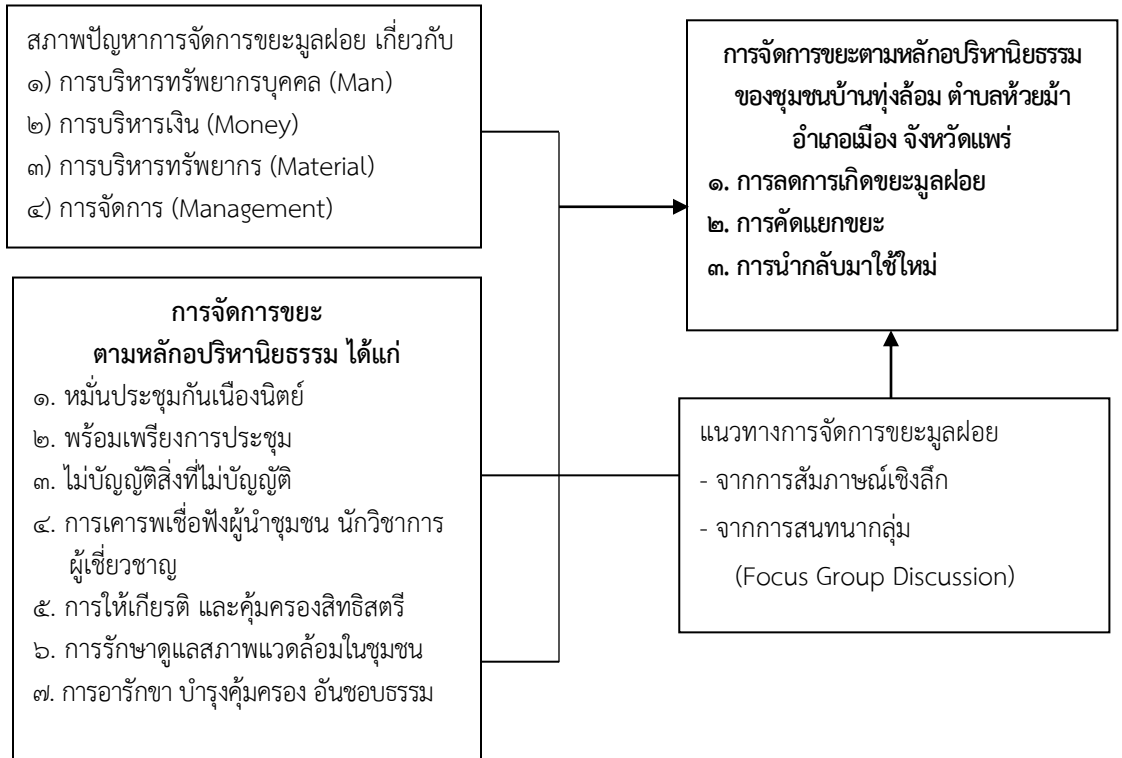 สภาพปัญหาการจัดการขยะมูลฝอย เกี่ยวกับ
๑) การบริหารทรัพยากรบุคคล (Man)
๒) การบริหารเงิน (Money)
๓) การบริหารทรัพยากร (Material)
๔) การจัดการ (Management)
การจัดการขยะ
ตามหลักอปริหานิยธรรม ได้แก่
๑. หมั่นประชุมกันเนืองนิตย์
๒. พร้อมเพรียงการประชุม
๓. ไม่บัญญัติสิ่งที่ไม่บัญญัติ
๔. การเคารพเชื่อฟังผู้นำชุมชน นักวิชาการ
ผู้เชี่ยวชาญ
๕. การให้เกียรติ และคุ้มครองสิทธิสตรี
๖. การรักษาดูแลสภาพแวดล้อมในชุมชน
๗. การอารักขา บำรุงคุ้มครอง อันชอบธรรม
การจัดการขยะตามหลักอปริหานิยธรรม
ของชุมชนบ้านทุ่งล้อม ตำบลห้วยม้า
อำเภอเมือง จังหวัดแพร่
๑. การลดการเกิดขยะมูลฝอย
๒. การคัดแยกขยะ
๓. การนำกลับมาใช้ใหม่
แนวทางการจัดการขยะมูลฝอย
- จากการสัมภาษณ์เชิงลึก
- จากการสนทนากลุ่ม
(Focus Group Discussion)